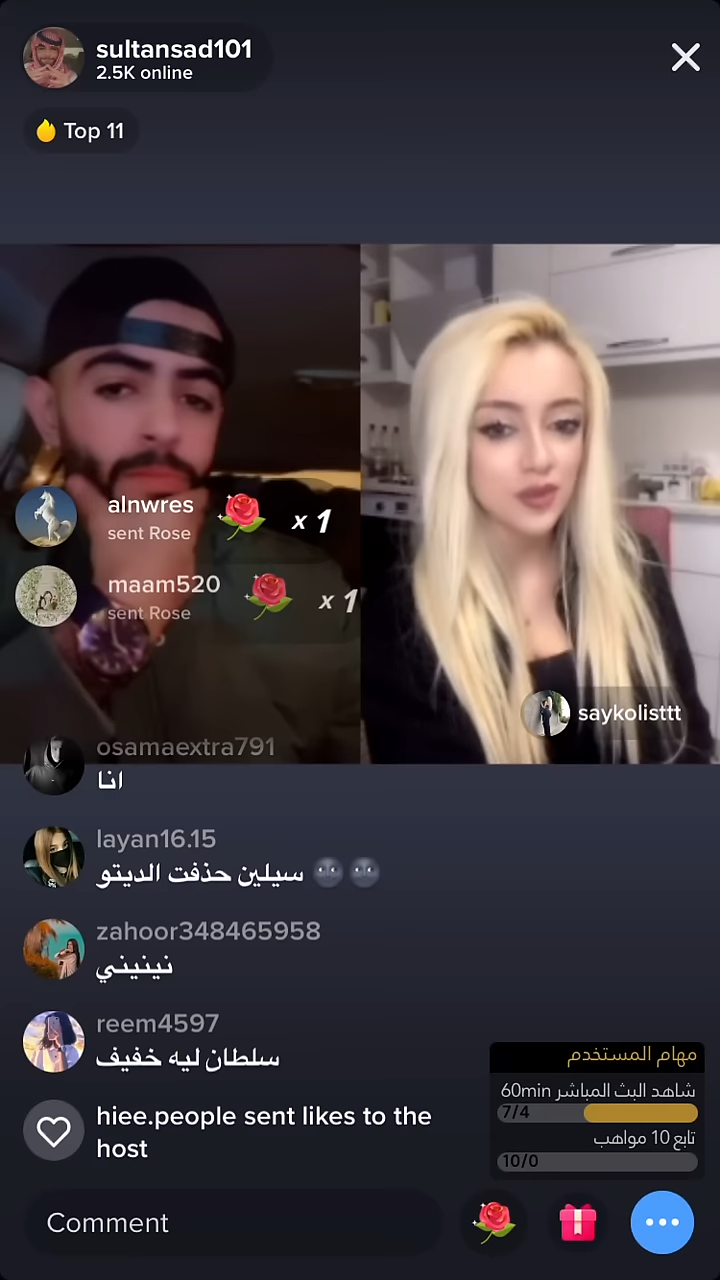 sultansad101
2.5K online
Top 11
alnwres
sent Rose
x 1
maam520
sent Rose
x 1
saykolisttt
osamaextra791
انا
layan16.15
سيلين حذفت الديتو 🌚🌚
zahoor348465958
نينيني
reem4597
سلطان ليه خفيف
hiee.people sent likes to the
host
مهام المستخدم
شاهد البث المباشر 60min
7/4
تابع 10 مواهب
10/0
Comment